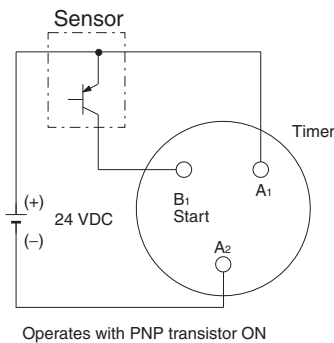 Sensor
Timer
A1
B1
Start
(+)
24 VDC
A2
(–)
Operates with PNP transistor ON